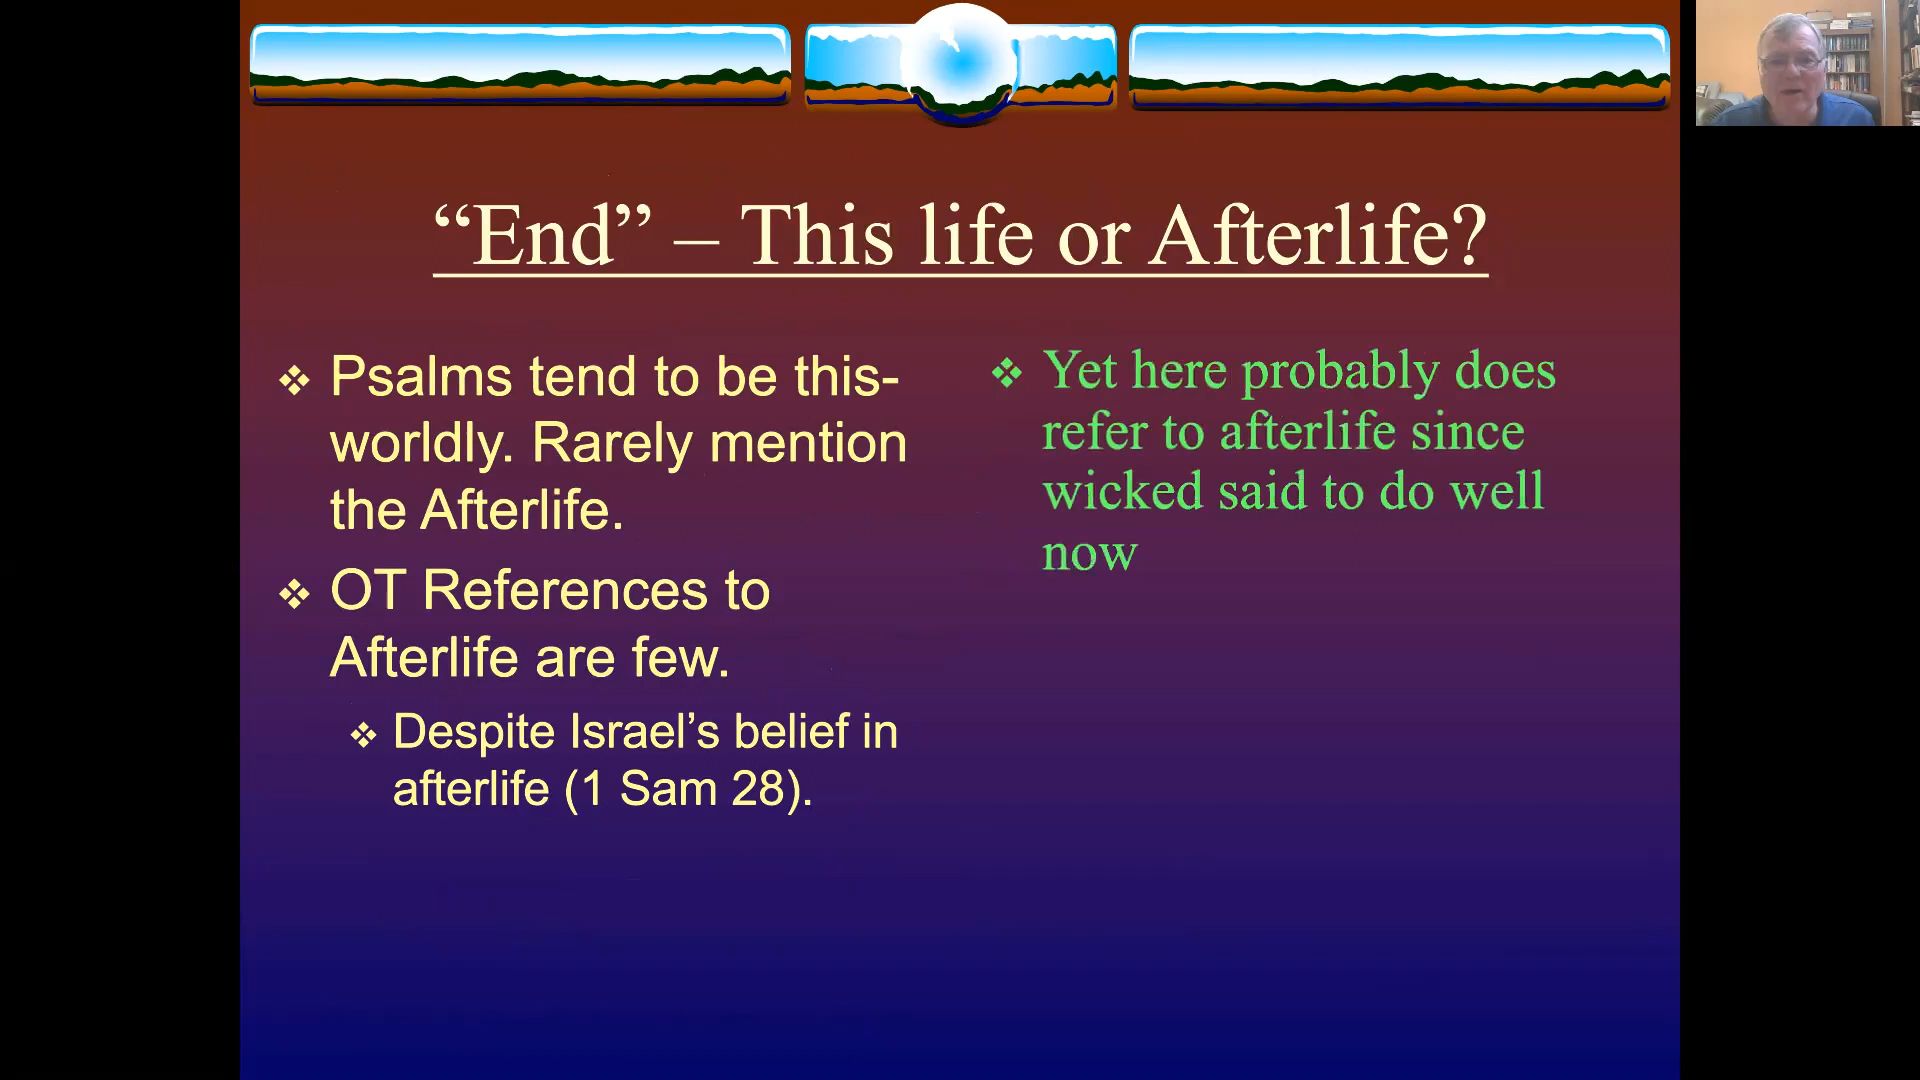 “End” – This life or Afterlife?
Psalms tend to be this-
worldly. Rarely mention
the Afterlife.
OT References to
Afterlife are few.
Despite Israel’s belief in
afterlife (1 Sam 28).
Yet here probably does
refer to afterlife since
wicked said to do well
now